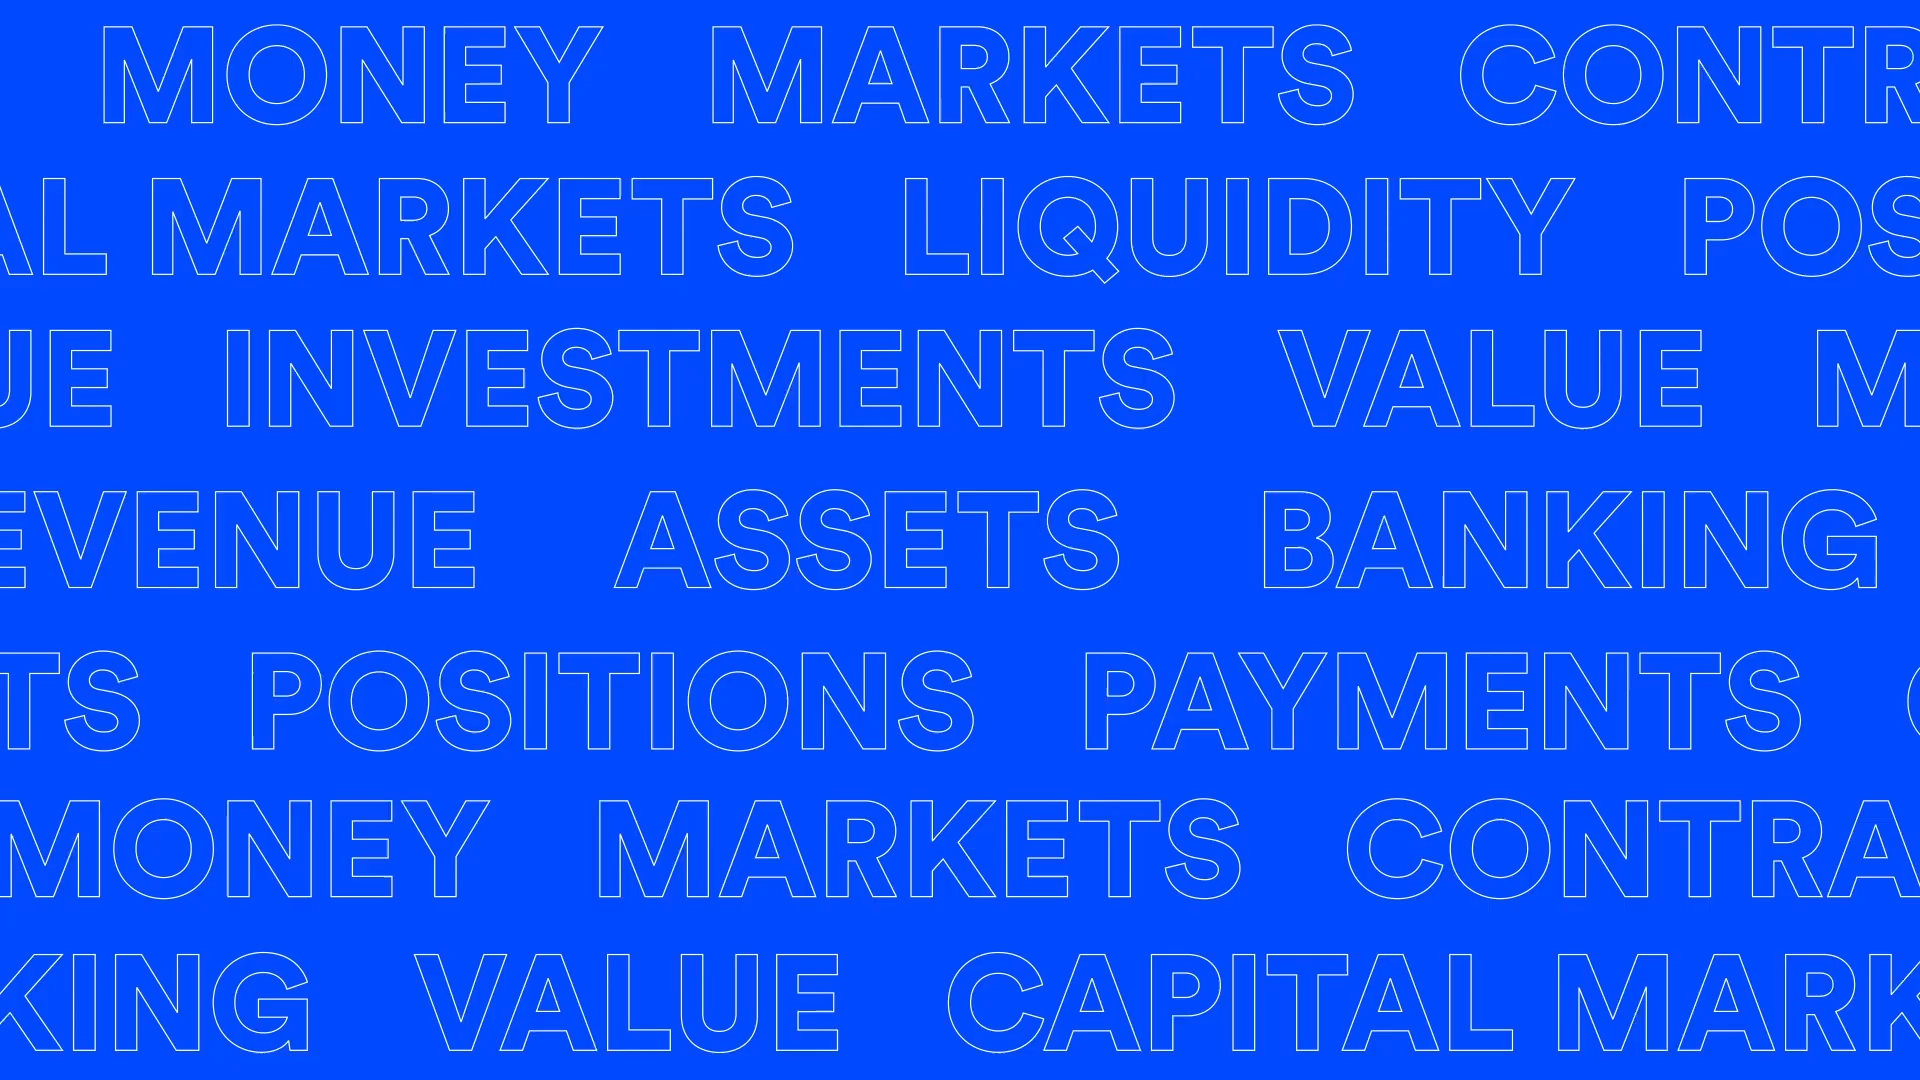 MONEY MARKETS CONTR
AL MARKETS LIQUIDITY POS
UE INVESTMENTS VALUE M
EVENUE ASSETS BANKING
TS POSITIONS PAYMENTS
MONEY MARKETS CONTRA
KING VALUE CAPITAL MARK